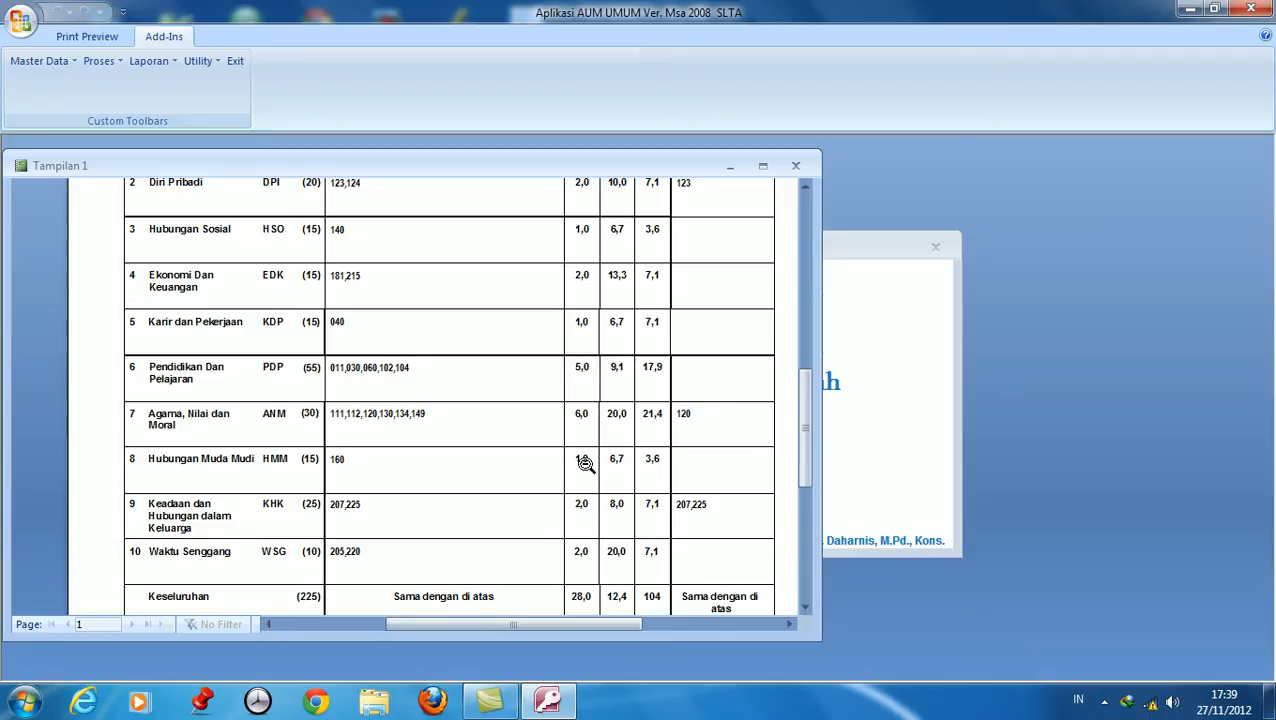 Aplikasi AUM UMUM Ver. Msa 2008 SLTA
Print Preview Add-Ins
Master Data Proses Laporan Utility Exit
Custom Toolbars
Tampilan 1
2 Diri Pribadi DPI (20) 123,124 2,0 10,0 7,1 123
3 Hubungan Sosial HSO (15) 140 1,0 6,7 3,6
4 Ekonomi Dan EDK (15) 181,215 2,0 13,3 7,1
Keuangan
5 Karir dan Pekerjaan KDP (15) 040 1,0 6,7 7,1
6 Pendidikan Dan PDP (55) 011,030,060,102,104 5,0 9,1 17,9
Pelajaran
7 Agama, Nilai dan ANM (30) 111,112,120,130,134,149 6,0 20,0 21,4 120
Moral
8 Hubungan Muda Mudi HMM (15) 160 6,7 3,6
9 Keadaan dan KHK (25) 207,225 2,0 8,0 7,1 207,225
Hubungan dalam
Keluarga
10 Waktu Senggang WSG (10) 205,220 2,0 20,0 7,1
Keseluruhan (225) Sama dengan di atas 28,0 12,4 104 Sama dengan di
atas
Page: 1 No Filter
ah
. Daharnis, M.Pd., Kons.
IN 17:39
27/11/2012